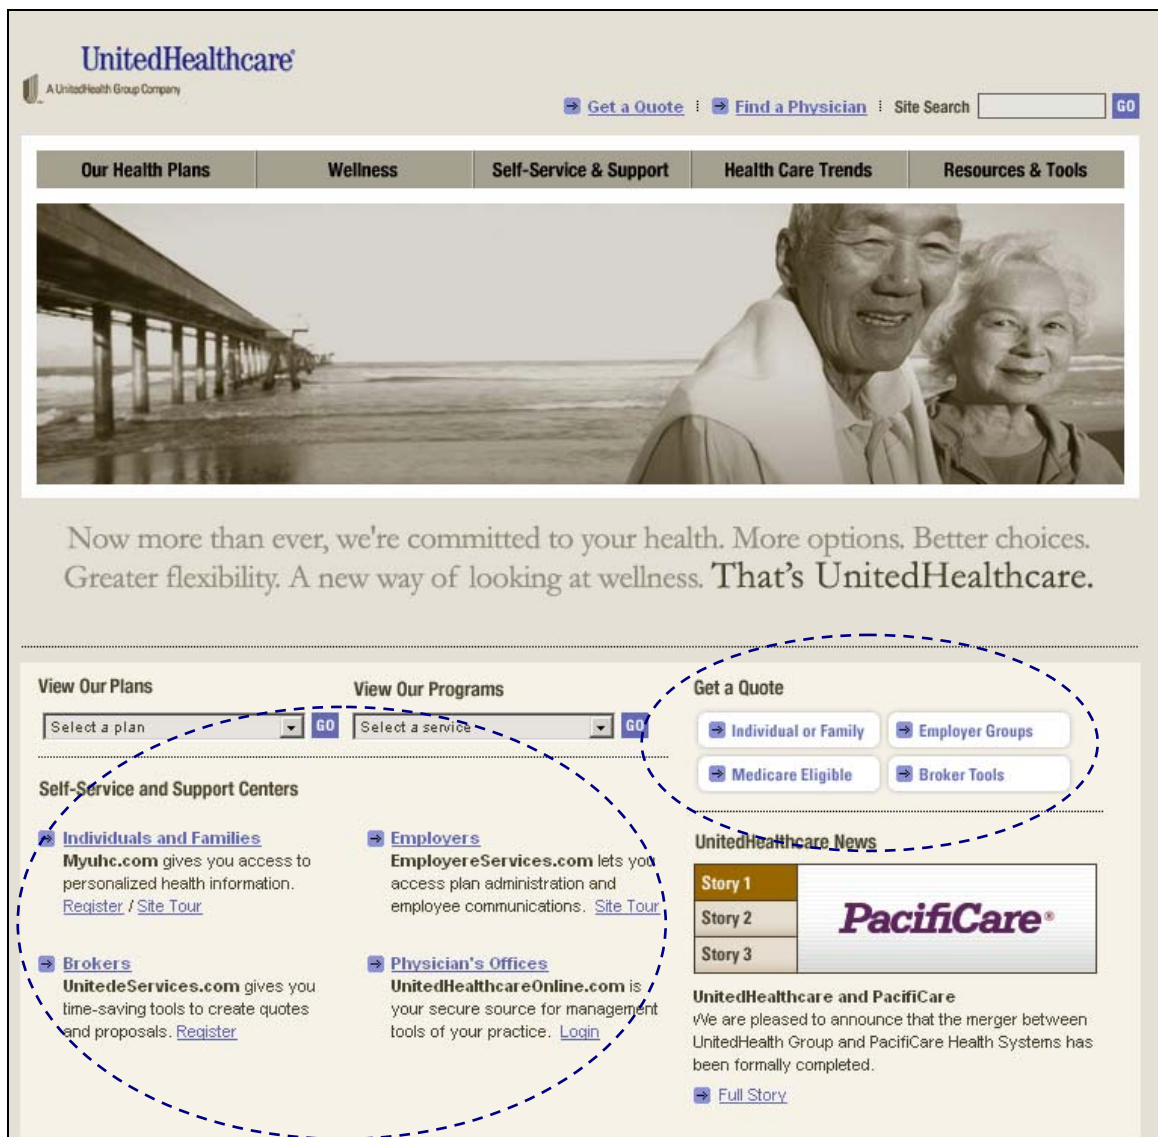 UnitedHealthcare®
A UnitedHealth Group Company
Get a Quote
Find a Physician
Site Search
GO
Our Health Plans
Wellness
Self-Service & Support
Health Care Trends
Resources & Tools
Now more than ever, we're committed to your health. More options. Better choices.
Greater flexibility. A new way of looking at wellness. That's UnitedHealthcare.
View Our Plans
Select a plan
GO
View Our Programs
Select a service
GO
Self-Service and Support Centers
Individuals and Families
Myuhc.com gives you access to
personalized health information.
Register / Site Tour
Employers
EmployereServices.com lets you
access plan administration and
employee communications. Site Tour
Brokers
UnitedeServices.com gives you
time-saving tools to create quotes
and proposals. Register
Physician's Offices
UnitedHealthcareOnline.com is
your secure source for management
tools of your practice. Login
Get a Quote
Individual or Family
Employer Groups
Medicare Eligible
Broker Tools
UnitedHealthcare News
Story 1
Story 2
Story 3
PacifiCare®
UnitedHealthcare and PacifiCare
We are pleased to announce that the merger between
UnitedHealth Group and PacifiCare Health Systems has
been formally completed.
Full Story